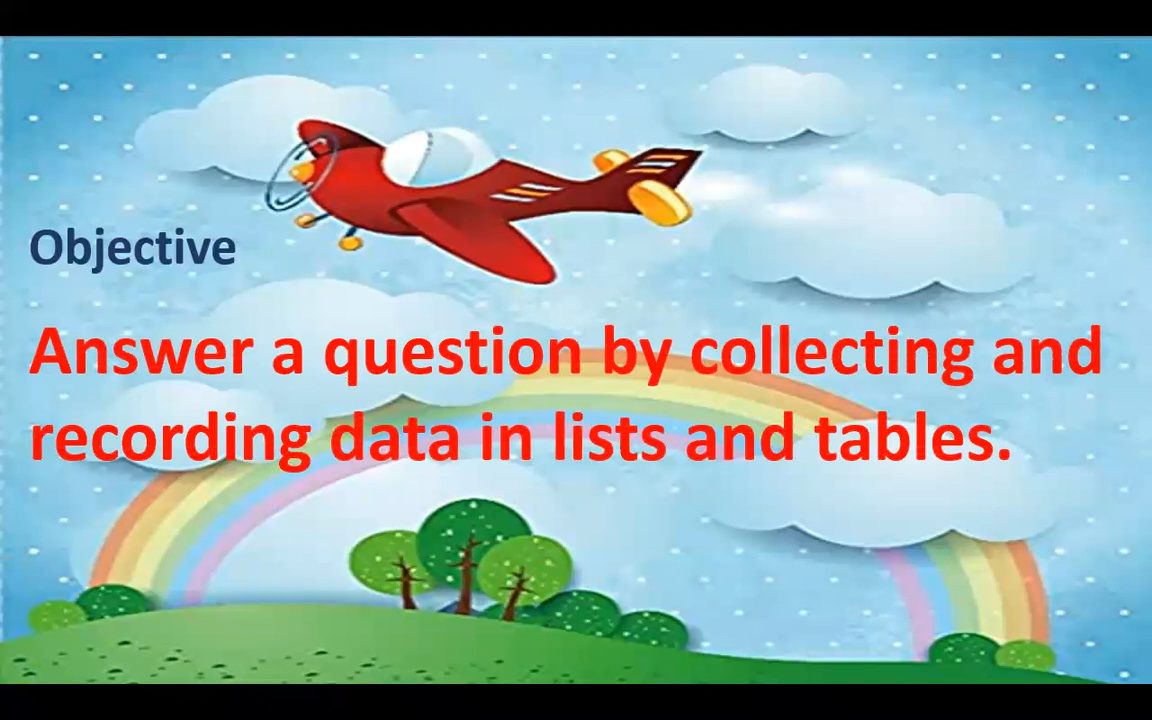 Objective
Answer a question by collecting and
recording data in lists and tables.